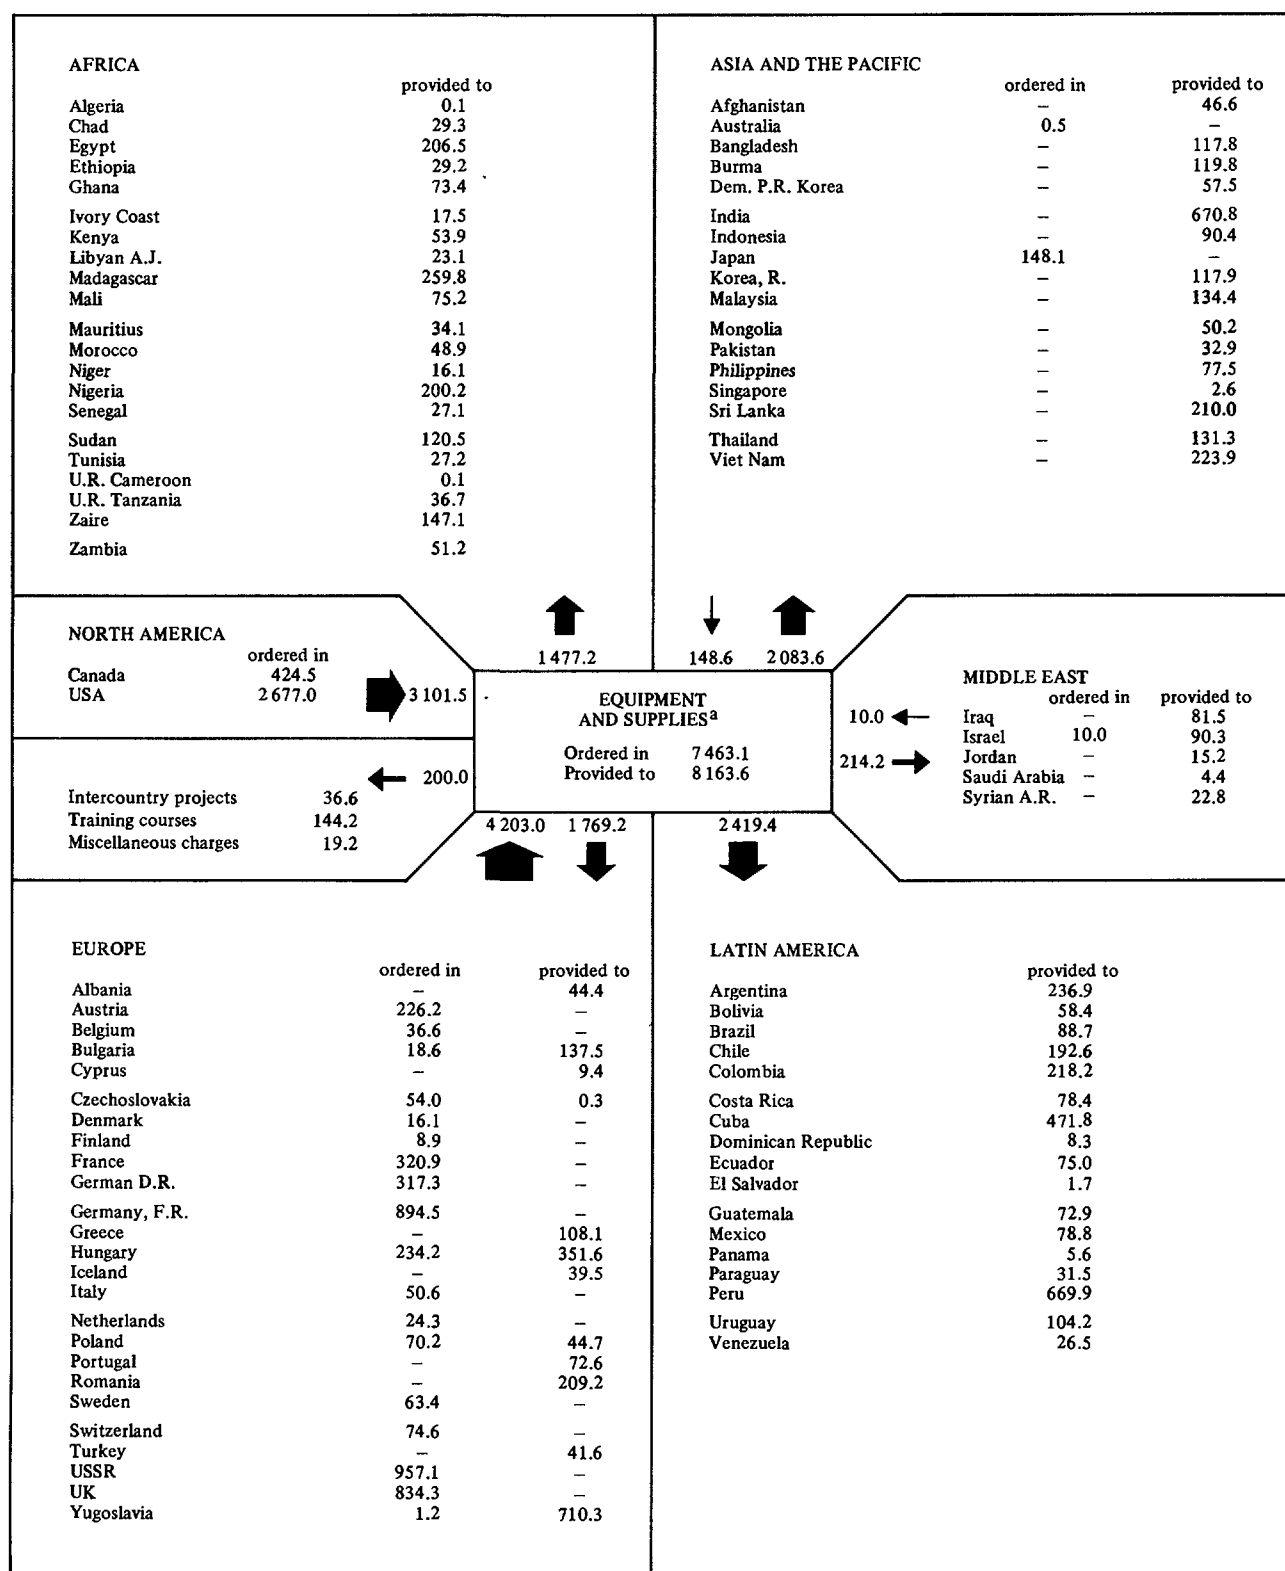 AFRICA
provided to
Algeria 0.1
Chad 29.3
Egypt 206.5
Ethiopia 29.2
Ghana 73.4
Ivory Coast 17.5
Kenya 53.9
Libyan A.J. 23.1
Madagascar 259.8
Mali 75.2
Mauritius 34.1
Morocco 48.9
Niger 16.1
Nigeria 200.2
Senegal 27.1
Sudan 120.5
Tunisia 27.2
U.R. Cameroon 0.1
U.R. Tanzania 36.7
Zaire 147.1
Zambia 51.2
1 477.2
ASIA AND THE PACIFIC
ordered in provided to
Afghanistan – 46.6
Australia 0.5 –
Bangladesh – 117.8
Burma – 119.8
Dem. P.R. Korea – 57.5
India – 670.8
Indonesia – 90.4
Japan 148.1 –
Korea, R. – 117.9
Malaysia – 134.4
Mongolia – 50.2
Pakistan – 32.9
Philippines – 77.5
Singapore – 2.6
Sri Lanka – 210.0
Thailand – 131.3
Viet Nam – 223.9
148.6 2 083.6
NORTH AMERICA
ordered in
Canada 424.5
USA 2 677.0
3 101.5
EQUIPMENT
AND SUPPLIESa
Ordered in 7 463.1
Provided to 8 163.6
MIDDLE EAST
ordered in provided to
Iraq – 81.5
Israel 10.0 90.3
Jordan – 15.2
Saudi Arabia – 4.4
Syrian A.R. – 22.8
10.0
214.2
200.0
Intercountry projects 36.6
Training courses 144.2
Miscellaneous charges 19.2
4 203.0 1 769.2 2 419.4
EUROPE
ordered in provided to
Albania – 44.4
Austria 226.2 –
Belgium 36.6 –
Bulgaria 18.6 137.5
Cyprus – 9.4
Czechoslovakia 54.0 0.3
Denmark 16.1 –
Finland 8.9 –
France 320.9 –
German D.R. 317.3 –
Germany, F.R. 894.5 –
Greece – 108.1
Hungary 234.2 351.6
Iceland – 39.5
Italy 50.6 –
Netherlands 24.3 –
Poland 70.2 44.7
Portugal – 72.6
Romania – 209.2
Sweden 63.4 –
Switzerland 74.6 –
Turkey – 41.6
USSR 957.1 –
UK 834.3 –
Yugoslavia 1.2 710.3
LATIN AMERICA
provided to
Argentina 236.9
Bolivia 58.4
Brazil 88.7
Chile 192.6
Colombia 218.2
Costa Rica 78.4
Cuba 471.8
Dominican Republic 8.3
Ecuador 75.0
El Salvador 1.7
Guatemala 72.9
Mexico 78.8
Panama 5.6
Paraguay 31.5
Peru 669.9
Uruguay 104.2
Venezuela 26.5